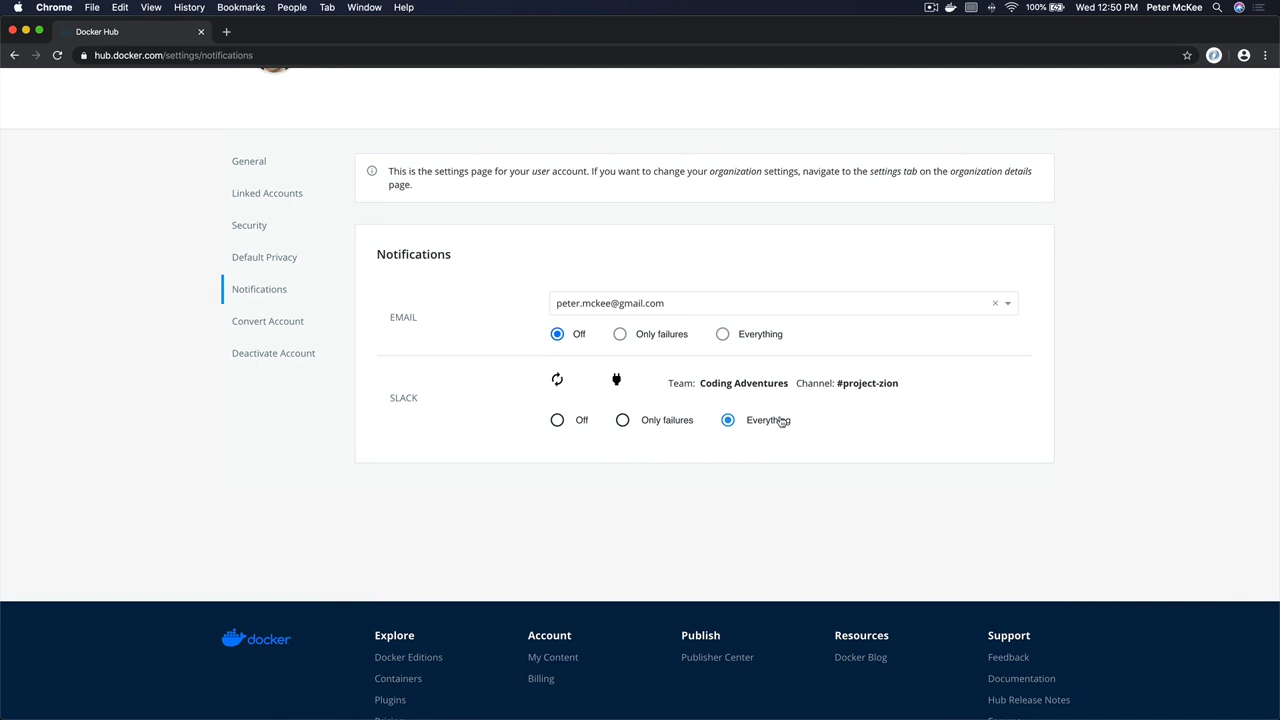 Chrome File Edit View History Bookmarks People Tab Window Help 100% Wed 12:50 PM Peter McKee
Docker Hub
hub.docker.com/settings/notifications
General
Linked Accounts
Security
Default Privacy
Notifications
Convert Account
Deactivate Account
This is the settings page for your user account. If you want to change your organization settings, navigate to the settings tab on the organization details
page.
Notifications
EMAIL
peter.mckee@gmail.com
Off Only failures Everything
SLACK
Team: Coding Adventures Channel: #project-zion
Off Only failures Everything
docker
Explore
Docker Editions
Containers
Plugins
Account
My Content
Billing
Publish
Publisher Center
Resources
Docker Blog
Support
Feedback
Documentation
Hub Release Notes